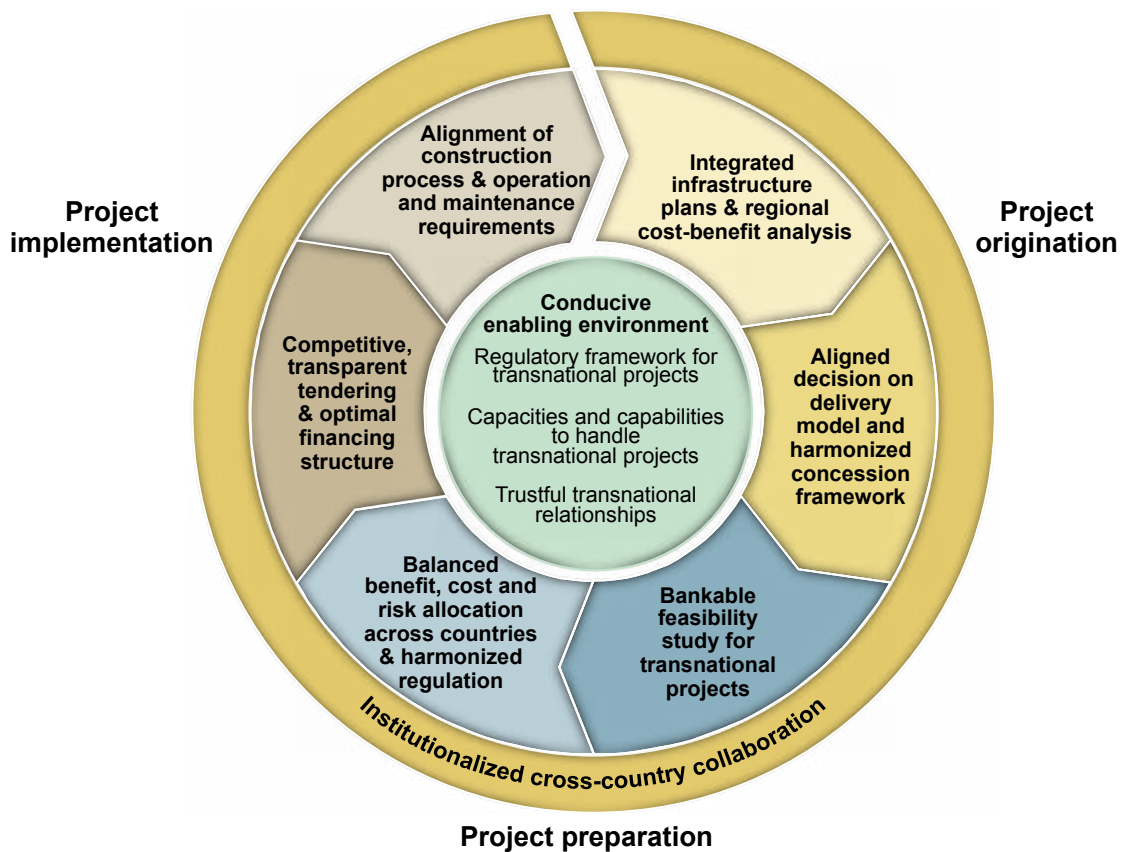 Project
origination
Integrated
infrastructure
plans & regional
cost-benefit analysis
Aligned
decision on
delivery
model and
harmonized
concession
framework
Project preparation
Bankable
feasibility
study for
transnational
projects
Balanced
benefit, cost and
risk allocation
across countries
& harmonized
regulation
Project
implementation
Competitive,
transparent
tendering
& optimal
financing
structure
Alignment of
construction
process & operation
and maintenance
requirements
Conducive
enabling environment
Regulatory framework for
transnational projects
Capacities and capabilities
to handle
transnational projects
Trustful transnational
relationships
Institutionalized cross-country collaboration